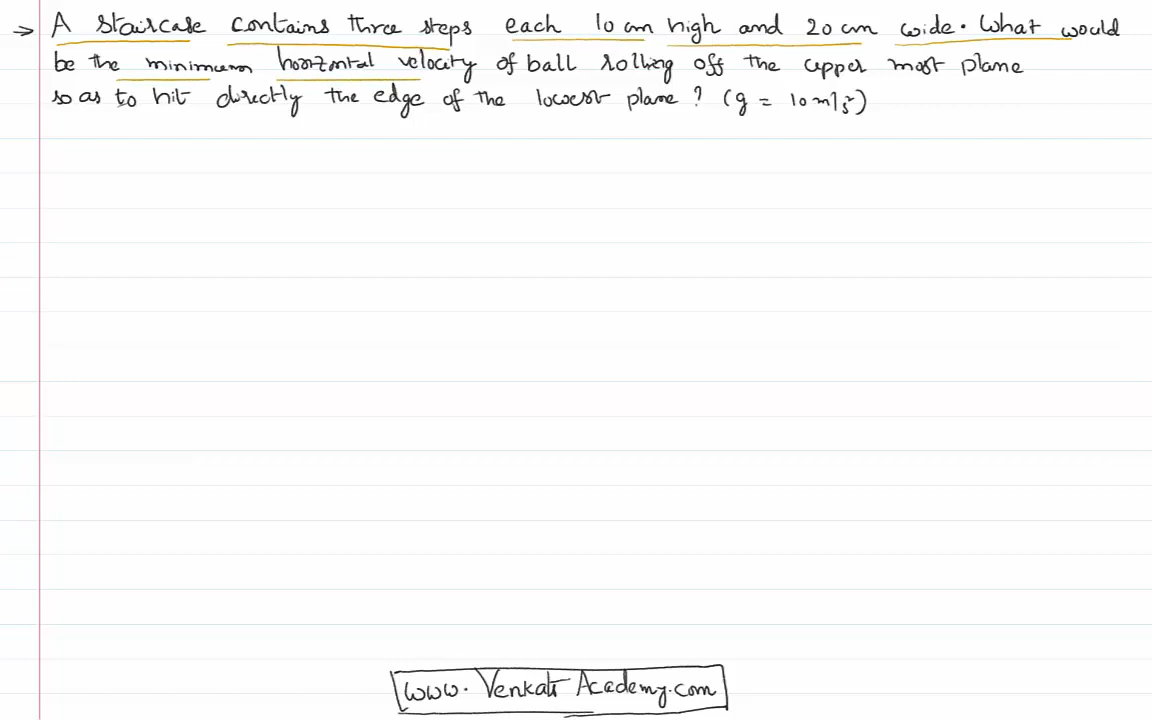 → A staircase contains three steps each 10 cm high and 20 cm wide. What would
be the minimum horizontal velocity of ball rolling off the upper most plane
so as to hit directly the edge of the lowest plane? (g = 10 m/s²)
www.VenkatsAcademy.com